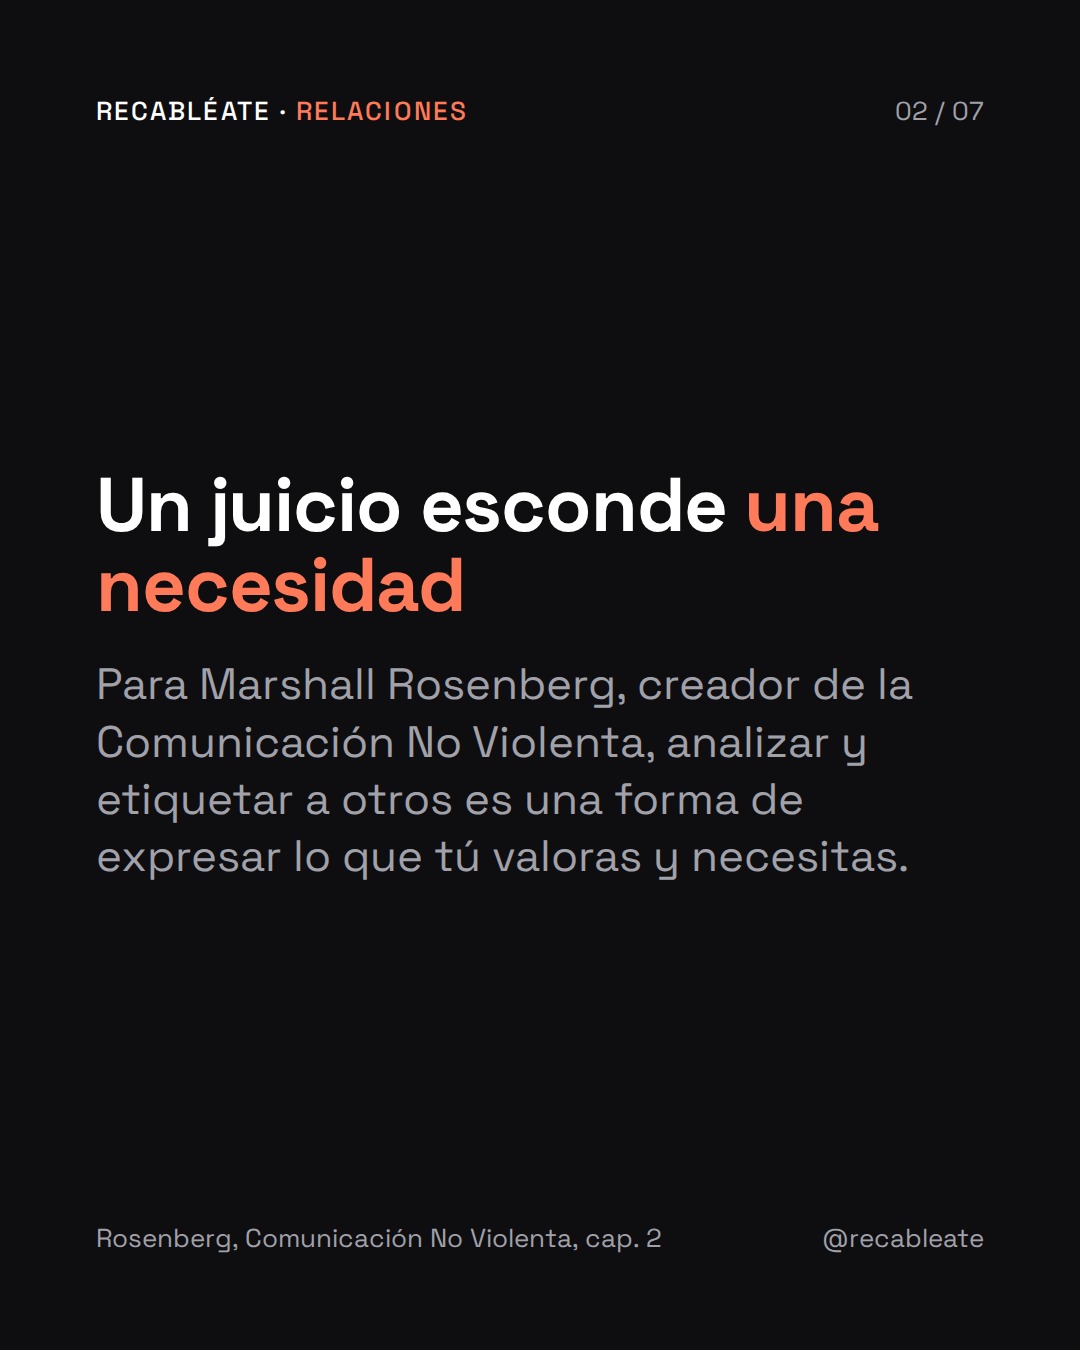 RECABLÉATE · RELACIONES
02 / 07
Un juicio esconde una
necesidad
Para Marshall Rosenberg, creador de la
Comunicación No Violenta, analizar y
etiquetar a otros es una forma de
expresar lo que tú valoras y necesitas.
Rosenberg, Comunicación No Violenta, cap. 2
@recableate